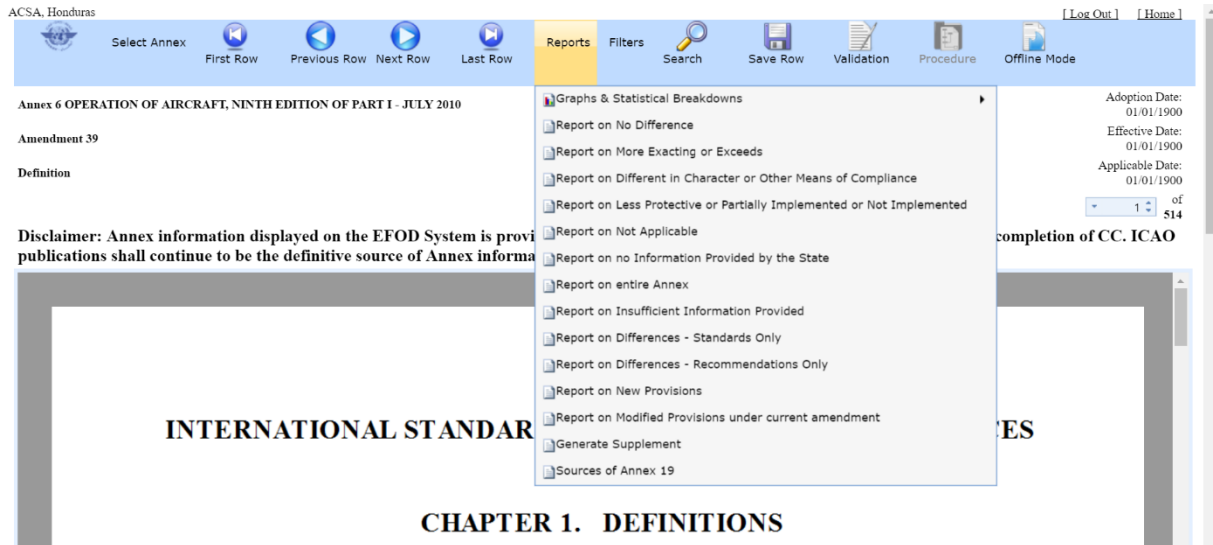 ACSA, Honduras
[ Log Out ] [ Home ]
Select Annex
First Row
Previous Row
Next Row
Last Row
Reports
Filters
Search
Save Row
Validation
Procedure
Offline Mode
Annex 6 OPERATION OF AIRCRAFT, NINTH EDITION OF PART I - JULY 2010
Amendment 39
Definition
Adoption Date:
01/01/1900
Effective Date:
01/01/1900
Applicable Date:
01/01/1900
1 of
514
Graphs & Statistical Breakdowns
Report on No Difference
Report on More Exacting or Exceeds
Report on Different in Character or Other Means of Compliance
Report on Less Protective or Partially Implemented or Not Implemented
Report on Not Applicable
Report on no Information Provided by the State
Report on entire Annex
Report on Insufficient Information Provided
Report on Differences - Standards Only
Report on Differences - Recommendations Only
Report on New Provisions
Report on Modified Provisions under current amendment
Generate Supplement
Sources of Annex 19
Disclaimer: Annex information displayed on the EFOD System is provi completion of CC. ICAO
publications shall continue to be the definitive source of Annex informa
INTERNATIONAL STANDAR ES
CHAPTER 1. DEFINITIONS